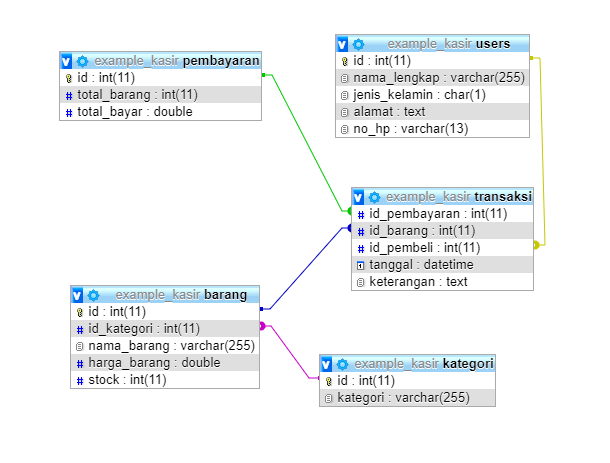 example_kasir pembayaran
id : int(11)
total_barang : int(11)
total_bayar : double
example_kasir users
id : int(11)
nama_lengkap : varchar(255)
jenis_kelamin : char(1)
alamat : text
no_hp : varchar(13)
example_kasir transaksi
id_pembayaran : int(11)
id_barang : int(11)
id_pembeli : int(11)
tanggal : datetime
keterangan : text
example_kasir barang
id : int(11)
id_kategori : int(11)
nama_barang : varchar(255)
harga_barang : double
stock : int(11)
example_kasir kategori
id : int(11)
kategori : varchar(255)